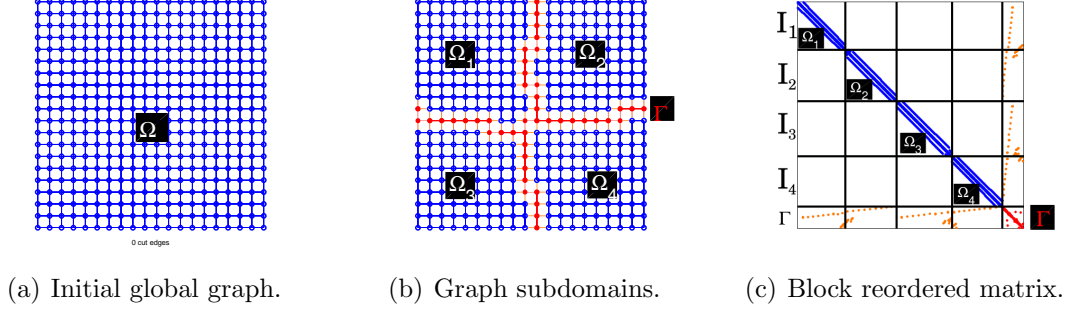 Ω
0 cut edges
(a) Initial global graph.
Ω1
Ω2
Γ
Ω3
Ω4
(b) Graph subdomains.
I1
Ω1
I2
Ω2
I3
Ω3
I4
Ω4
Γ
Γ
(c) Block reordered matrix.